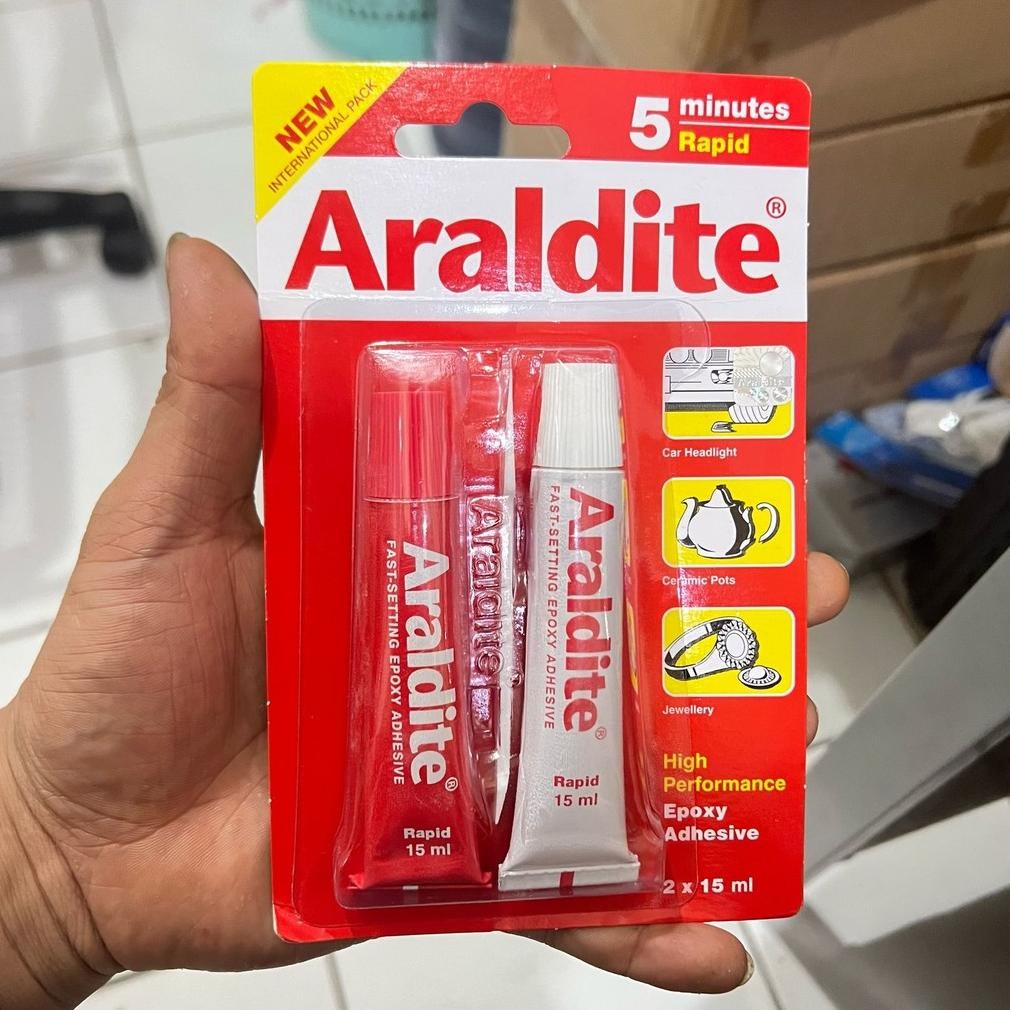 NEW
INTERNATIONAL PACK
5 minutes
Rapid
Araldite®
Araldite
Car Headlight
Ceramic Pots
Jewellery
Araldite®
FAST-SETTING EPOXY ADHESIVE
Rapid
15 ml
Araldite®
Araldite®
FAST-SETTING EPOXY ADHESIVE
Rapid
15 ml
High
Performance
Epoxy
Adhesive
2 x 15 ml